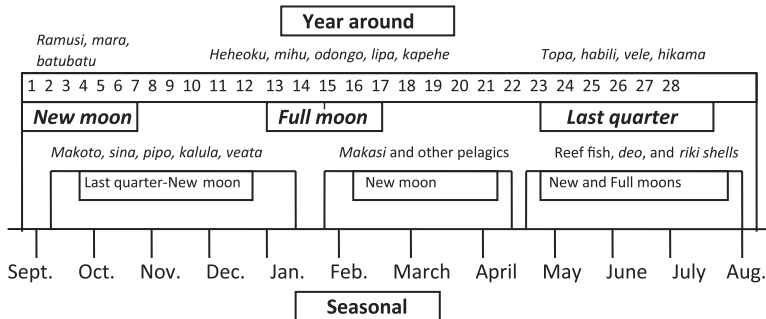 Year around
Ramusi, mara,
batubatu
Heheoku, mihu, odongo, lipa, kapehe
Topa, habili, vele, hikama
1 2 3 4 5 6 7 8 9 10 11 12 13 14 15 16 17 18 19 20 21 22 23 24 25 26 27 28
New moon
Full moon
Last quarter
Makoto, sina, pipo, kalula, veata
Makasi and other pelagics
Reef fish, deo, and riki shells
Last quarter-New moon
New moon
New and Full moons
Sept. Oct. Nov. Dec. Jan. Feb. March April May June July Aug.
Seasonal